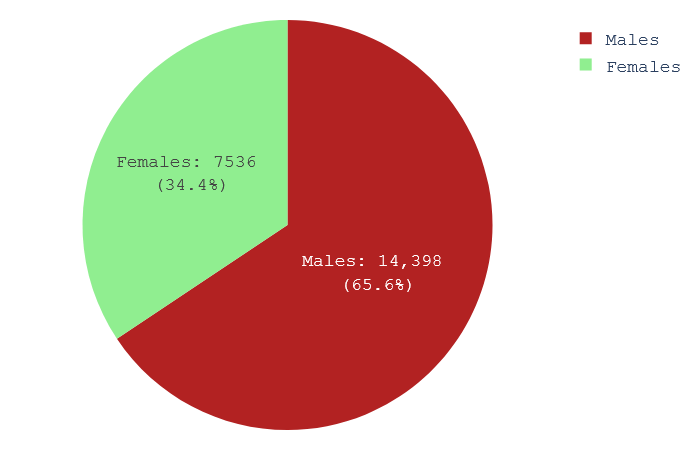 Males
Females
Females: 7536
(34.4%)
Males: 14,398
(65.6%)